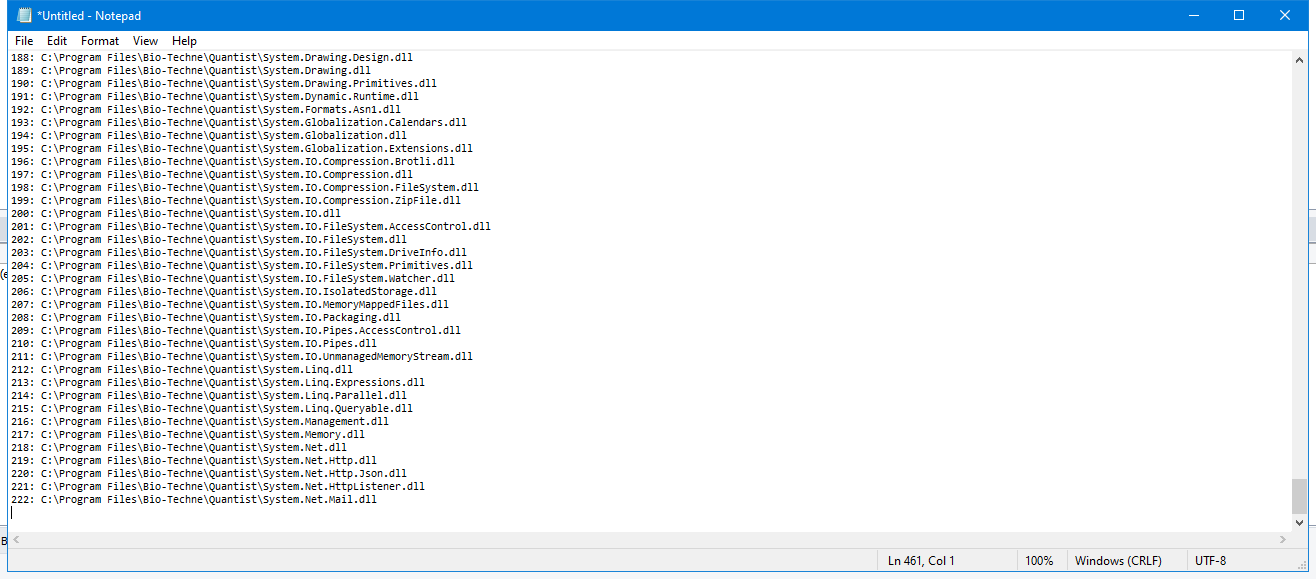 *Untitled - Notepad
File Edit Format View Help
188: C:\Program Files\Bio-Techne\Quantist\System.Drawing.Design.dll
189: C:\Program Files\Bio-Techne\Quantist\System.Drawing.dll
190: C:\Program Files\Bio-Techne\Quantist\System.Drawing.Primitives.dll
191: C:\Program Files\Bio-Techne\Quantist\System.Dynamic.Runtime.dll
192: C:\Program Files\Bio-Techne\Quantist\System.Formats.Asn1.dll
193: C:\Program Files\Bio-Techne\Quantist\System.Globalization.Calendars.dll
194: C:\Program Files\Bio-Techne\Quantist\System.Globalization.dll
195: C:\Program Files\Bio-Techne\Quantist\System.Globalization.Extensions.dll
196: C:\Program Files\Bio-Techne\Quantist\System.IO.Compression.Brotli.dll
197: C:\Program Files\Bio-Techne\Quantist\System.IO.Compression.dll
198: C:\Program Files\Bio-Techne\Quantist\System.IO.Compression.FileSystem.dll
199: C:\Program Files\Bio-Techne\Quantist\System.IO.Compression.ZipFile.dll
200: C:\Program Files\Bio-Techne\Quantist\System.IO.dll
201: C:\Program Files\Bio-Techne\Quantist\System.IO.FileSystem.AccessControl.dll
202: C:\Program Files\Bio-Techne\Quantist\System.IO.FileSystem.dll
203: C:\Program Files\Bio-Techne\Quantist\System.IO.FileSystem.DriveInfo.dll
204: C:\Program Files\Bio-Techne\Quantist\System.IO.FileSystem.Primitives.dll
205: C:\Program Files\Bio-Techne\Quantist\System.IO.FileSystem.Watcher.dll
206: C:\Program Files\Bio-Techne\Quantist\System.IO.IsolatedStorage.dll
207: C:\Program Files\Bio-Techne\Quantist\System.IO.MemoryMappedFiles.dll
208: C:\Program Files\Bio-Techne\Quantist\System.IO.Packaging.dll
209: C:\Program Files\Bio-Techne\Quantist\System.IO.Pipes.AccessControl.dll
210: C:\Program Files\Bio-Techne\Quantist\System.IO.Pipes.dll
211: C:\Program Files\Bio-Techne\Quantist\System.IO.UnmanagedMemoryStream.dll
212: C:\Program Files\Bio-Techne\Quantist\System.Linq.dll
213: C:\Program Files\Bio-Techne\Quantist\System.Linq.Expressions.dll
214: C:\Program Files\Bio-Techne\Quantist\System.Linq.Parallel.dll
215: C:\Program Files\Bio-Techne\Quantist\System.Linq.Queryable.dll
216: C:\Program Files\Bio-Techne\Quantist\System.Management.dll
217: C:\Program Files\Bio-Techne\Quantist\System.Memory.dll
218: C:\Program Files\Bio-Techne\Quantist\System.Net.dll
219: C:\Program Files\Bio-Techne\Quantist\System.Net.Http.dll
220: C:\Program Files\Bio-Techne\Quantist\System.Net.Http.Json.dll
221: C:\Program Files\Bio-Techne\Quantist\System.Net.HttpListener.dll
222: C:\Program Files\Bio-Techne\Quantist\System.Net.Mail.dll
Ln 461, Col 1 100% Windows (CRLF) UTF-8